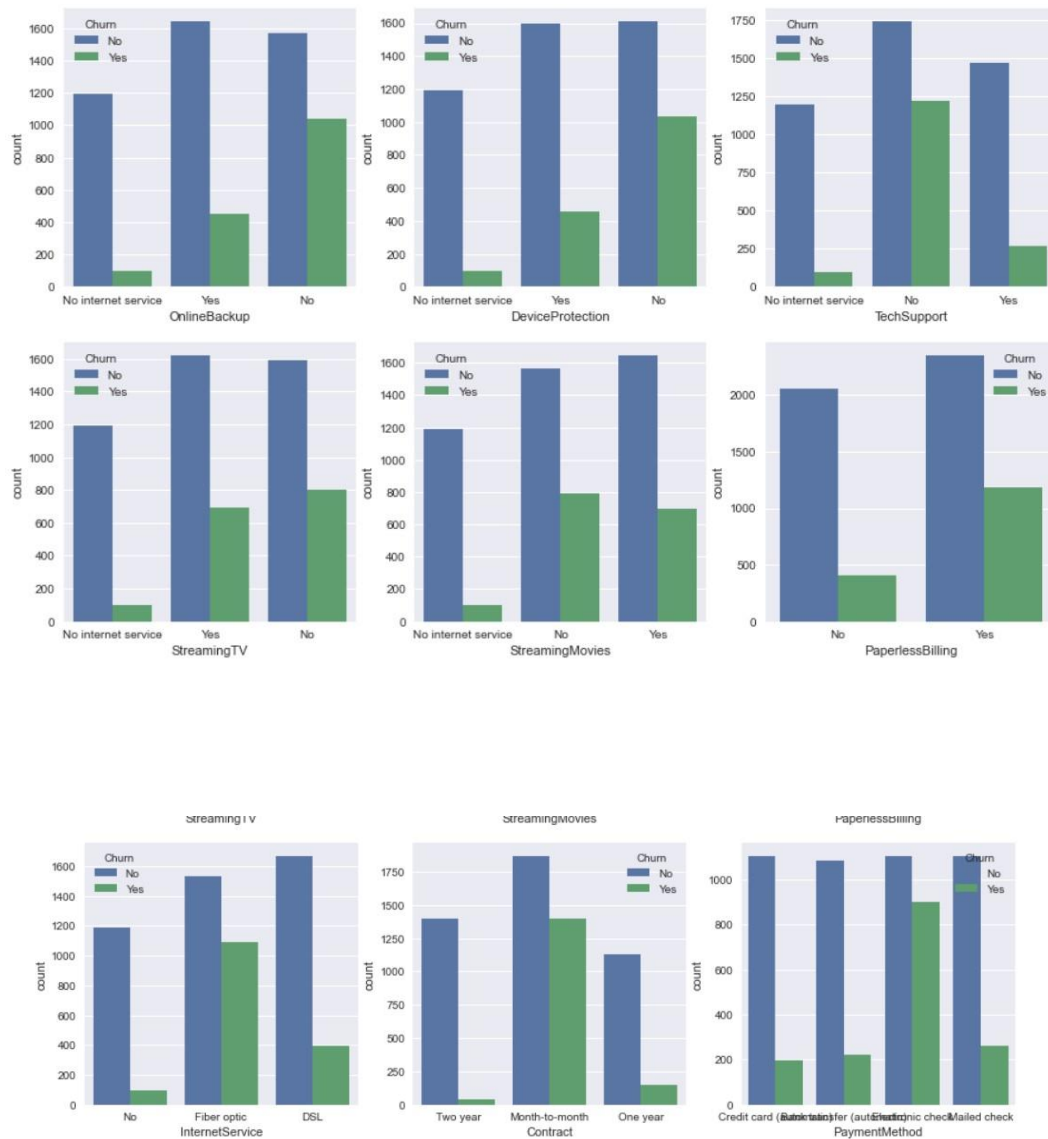 Churn
No
Yes
1600
1400
1200
1000
800
600
400
200
0
count
No internet service Yes No
OnlineBackup
Churn
No
Yes
1600
1400
1200
1000
800
600
400
200
0
count
No internet service Yes No
DeviceProtection
Churn
No
Yes
1750
1500
1250
1000
750
500
250
0
count
No internet service No Yes
TechSupport
Churn
No
Yes
1600
1400
1200
1000
800
600
400
200
0
count
No internet service Yes No
StreamingTV
Churn
No
Yes
1600
1400
1200
1000
800
600
400
200
0
count
No internet service No Yes
StreamingMovies
Churn
No
Yes
2000
1500
1000
500
0
count
No Yes
PaperlessBilling
StreamingTV StreamingMovies PaperlessBilling
Churn
No
Yes
1600
1400
1200
1000
800
600
400
200
0
count
No Fiber optic DSL
InternetService
Churn
No
Yes
1750
1500
1250
1000
750
500
250
0
count
Two year Month-to-month One year
Contract
Churn
No
Yes
1000
800
600
400
200
0
count
Credit card transfer check Mailed check
PaymentMethod